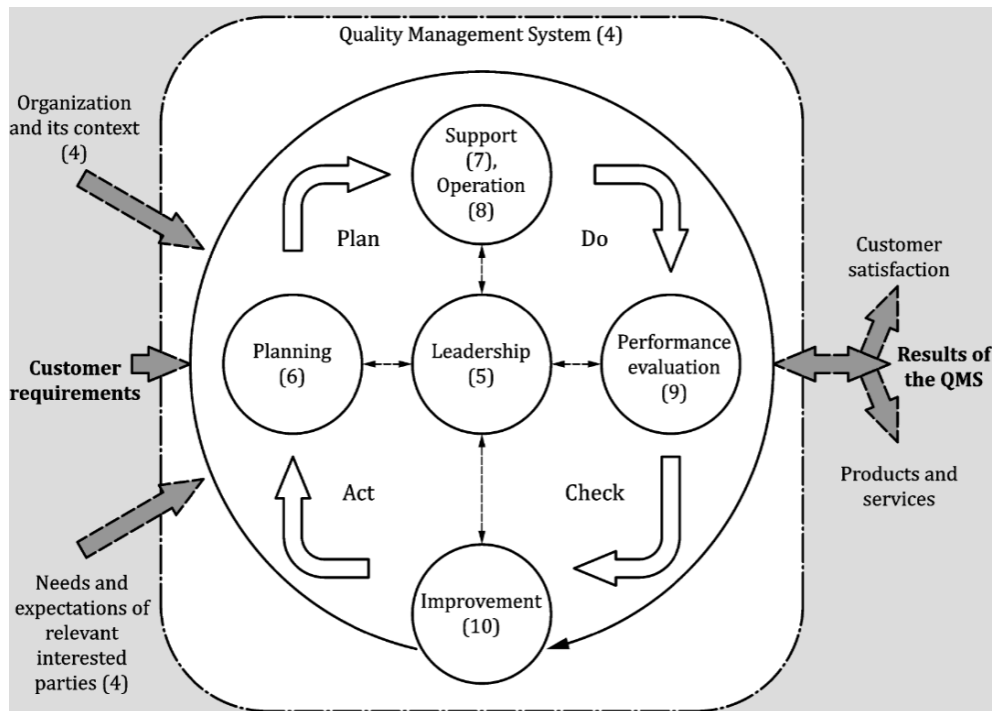 Quality Management System (4)
Organization
and its context
(4)
Support
(7),
Operation
(8)
Plan
Do
Customer
satisfaction
Customer
requirements
Planning
(6)
Leadership
(5)
Performance
evaluation
(9)
Results of
the QMS
Act
Check
Products and
services
Needs and
expectations of
relevant
interested
parties (4)
Improvement
(10)